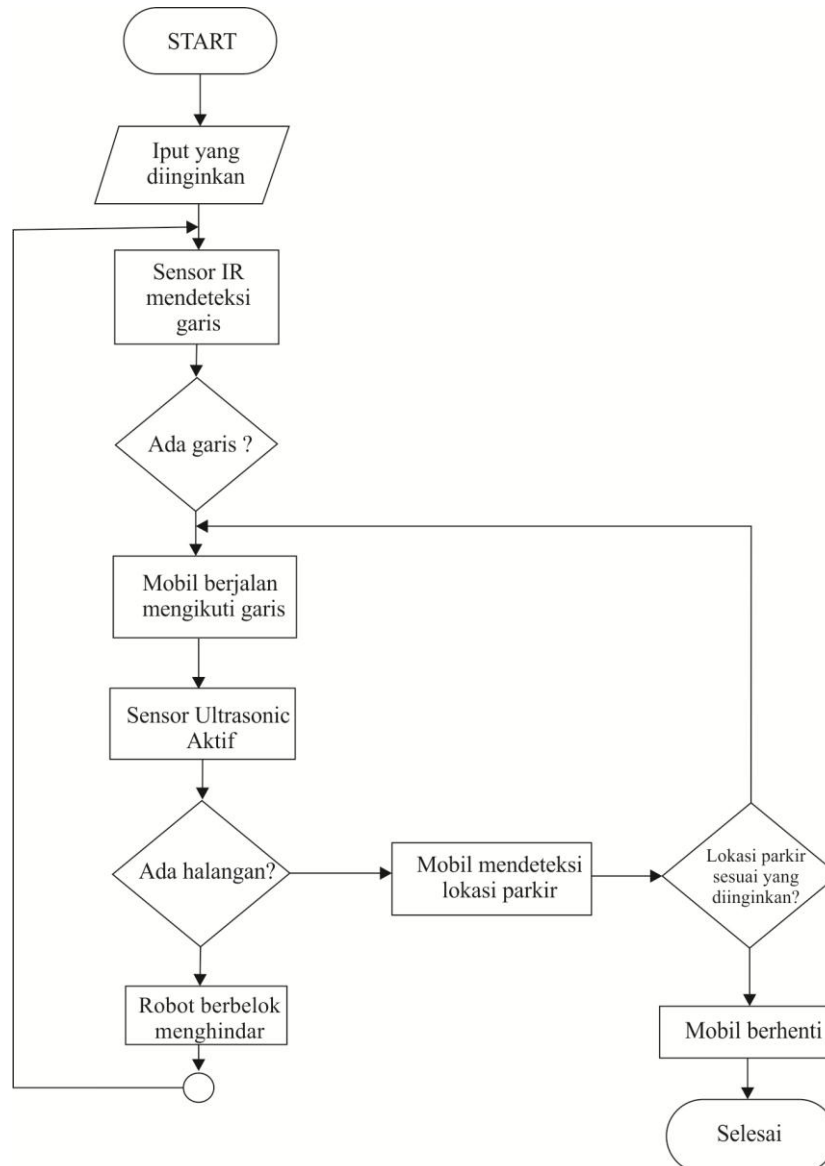 START
Iput yang
diinginkan
Sensor IR
mendeteksi
garis
Ada garis ?
Mobil berjalan
mengikuti garis
Sensor Ultrasonic
Aktif
Ada halangan?
Mobil mendeteksi
lokasi parkir
Lokasi parkir
sesuai yang
diinginkan?
Robot berbelok
menghindar
Mobil berhenti
Selesai